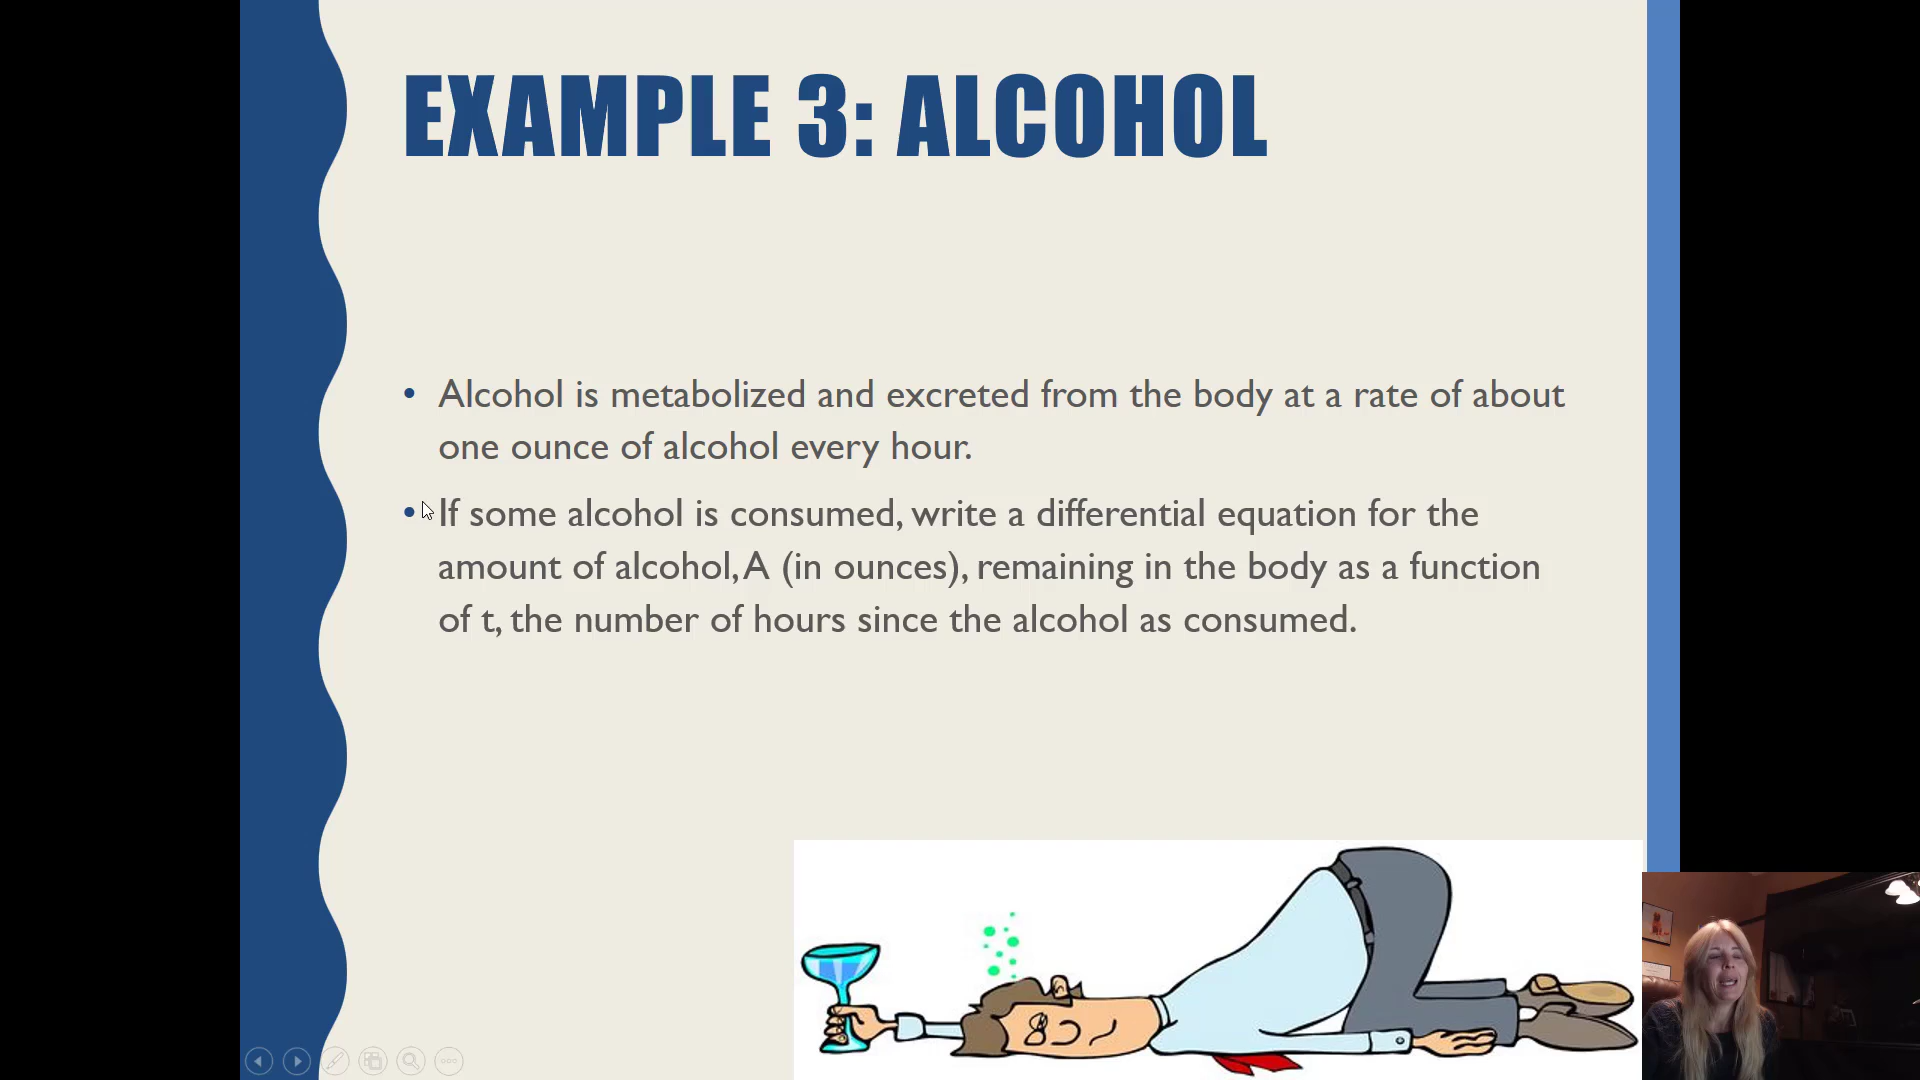 EXAMPLE 3: ALCOHOL
• Alcohol is metabolized and excreted from the body at a rate of about
one ounce of alcohol every hour.
• If some alcohol is consumed, write a differential equation for the
amount of alcohol, A (in ounces), remaining in the body as a function
of t, the number of hours since the alcohol as consumed.